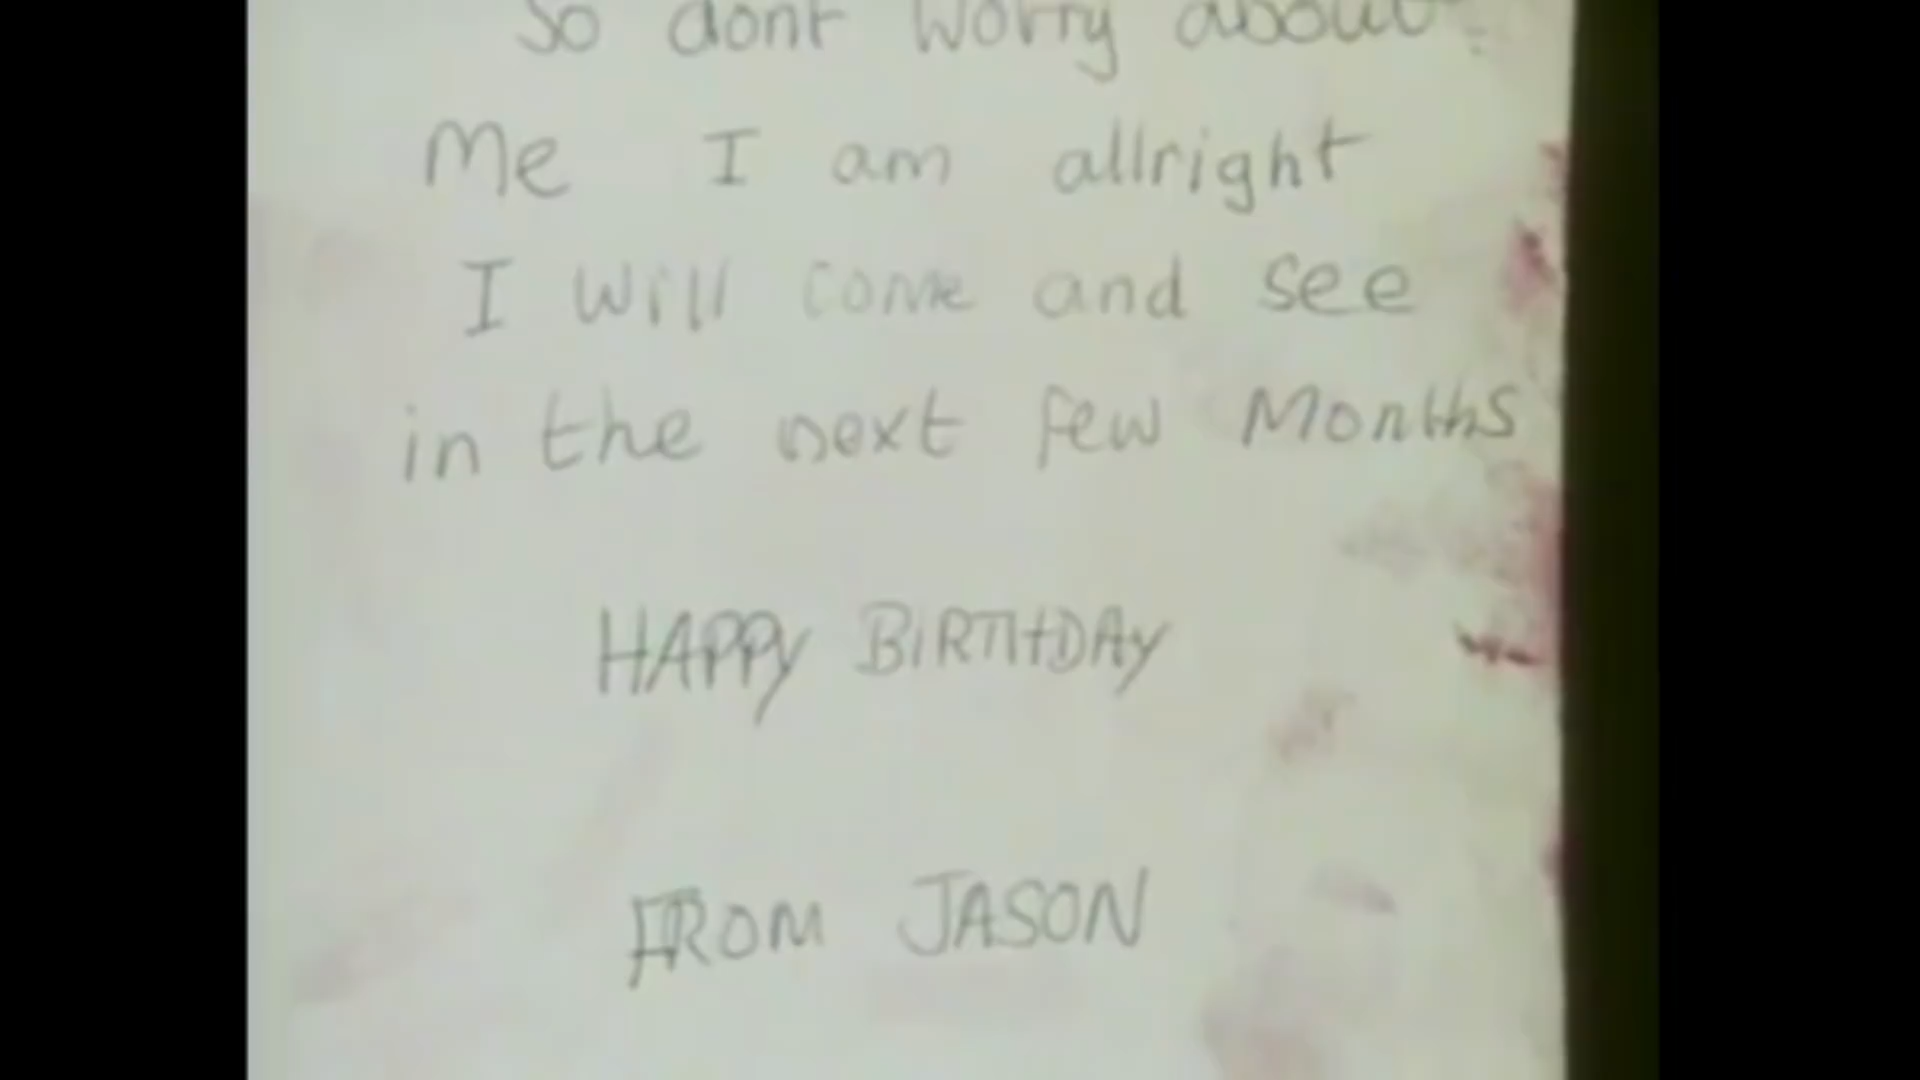 So dont worry about
Me I am allright
I will come and see
in the next few Months
HAPPY BIRTHDAY
FROM JASON